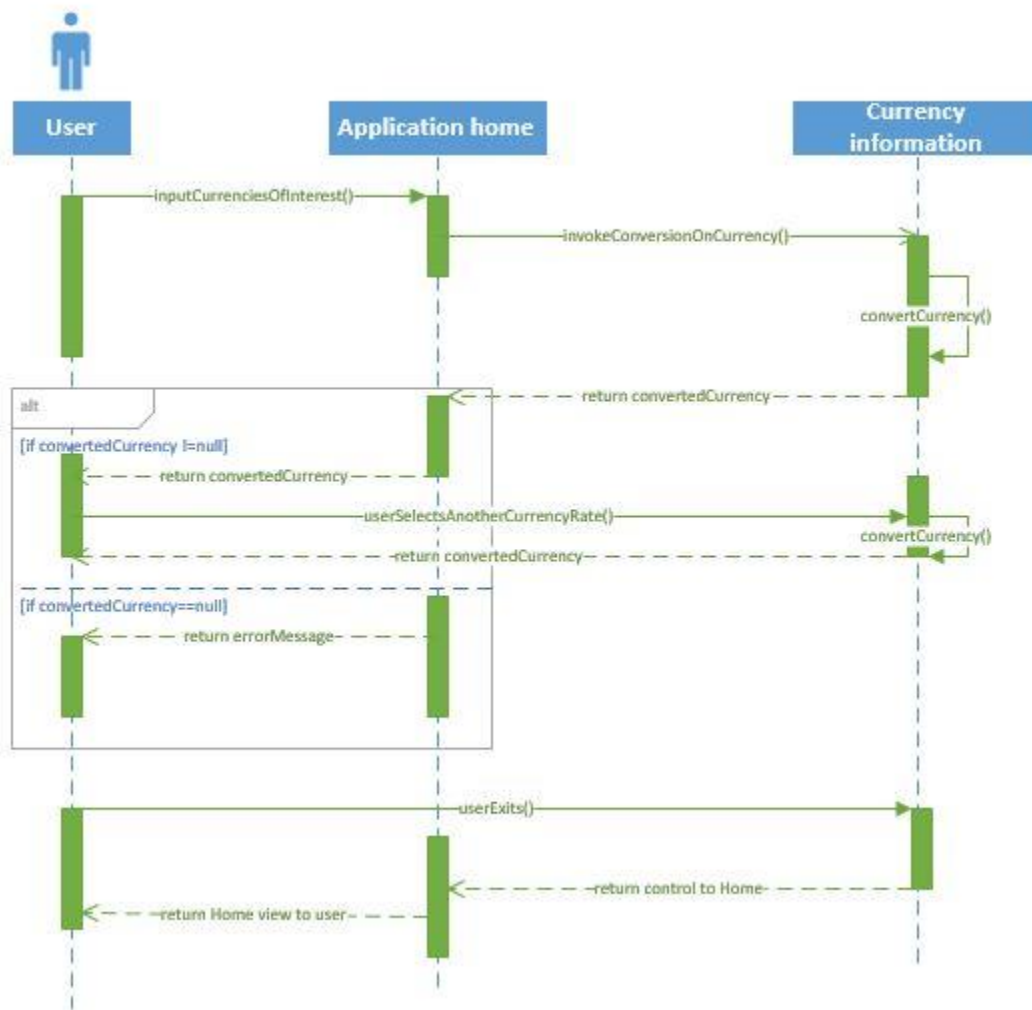 User
Application home
Currency
information
inputCurrenciesOfInterest()
invokeConversionOnCurrency()
convertCurrency()
return convertedCurrency
alt
[if convertedCurrency !=null]
return convertedCurrency
userSelectsAnotherCurrencyRate()
convertCurrency()
return convertedCurrency
[if convertedCurrency==null]
return errorMessage
userExits()
return control to Home
return Home view to user